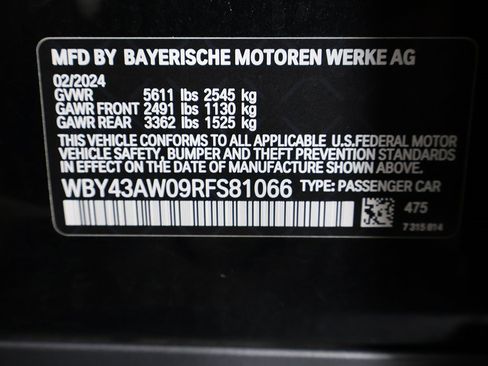 MFD BY BAYERISCHE MOTOREN WERKE AG
02/2024
GVWR 5611 lbs 2545 kg
GAWR FRONT 2491 lbs 1130 kg
GAWR REAR 3362 lbs 1525 kg
THIS VEHICLE CONFORMS TO ALL APPLICABLE U.S.FEDERAL MOTOR
VEHICLE SAFETY, BUMPER, AND THEFT PREVENTION STANDARDS
IN EFFECT ON THE DATE OF MANUFACTURE SHOWN ABOVE.
WBY43AW09RFS81066 TYPE: PASSENGER CAR
475
7 315 814